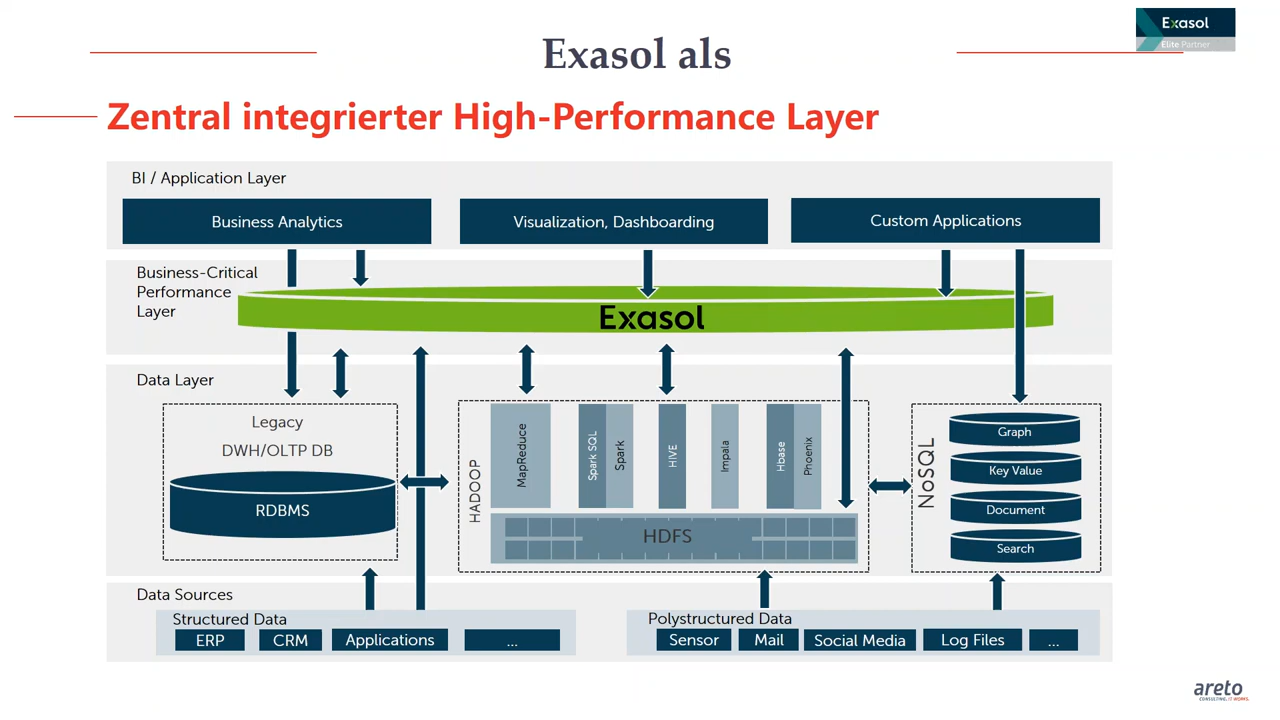 Exasol
Elite Partner
Exasol als
Zentral integrierter High-Performance Layer
BI / Application Layer
Business Analytics
Visualization, Dashboarding
Custom Applications
Business-Critical
Performance
Layer
Exasol
Data Layer
Legacy
DWH/OLTP DB
RDBMS
HADOOP
MapReduce
Spark SQL
Spark
HIVE
Impala
Hbase
Phoenix
HDFS
NoSQL
Graph
Key Value
Document
Search
Data Sources
Structured Data
ERP
CRM
Applications
...
Polystructured Data
Sensor
Mail
Social Media
Log Files
...
areto
CONSULTING. IT WORKS.